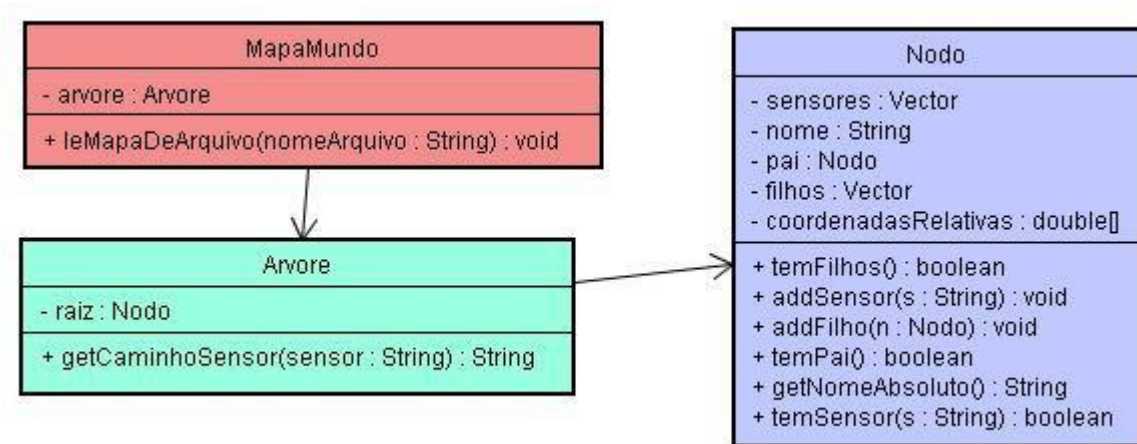 MapaMundo
- arvore : Arvore
+ leMapaDeArquivo(nomeArquivo : String) : void
Arvore
- raiz : Nodo
+ getCaminhoSensor(sensor : String) : String
Nodo
- sensores : Vector
- nome : String
- pai : Nodo
- filhos : Vector
- coordenadasRelativas : double[]
+ temFilhos() : boolean
+ addSensor(s : String) : void
+ addFilho(n : Nodo) : void
+ temPai() : boolean
+ getNomeAbsoluto() : String
+ temSensor(s : String) : boolean